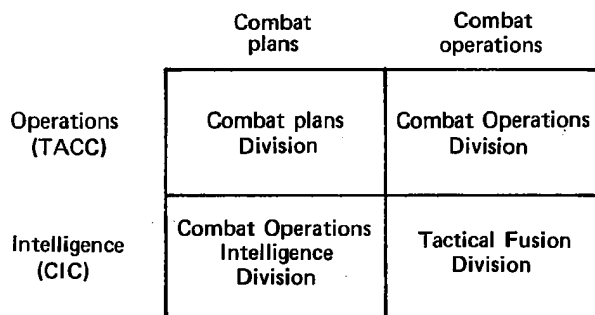 Combat
plans
Combat
operations
Operations
(TACC)
Combat plans
Division
Combat Operations
Division
Intelligence
(CIC)
Combat Operations
Intelligence
Division
Tactical Fusion
Division